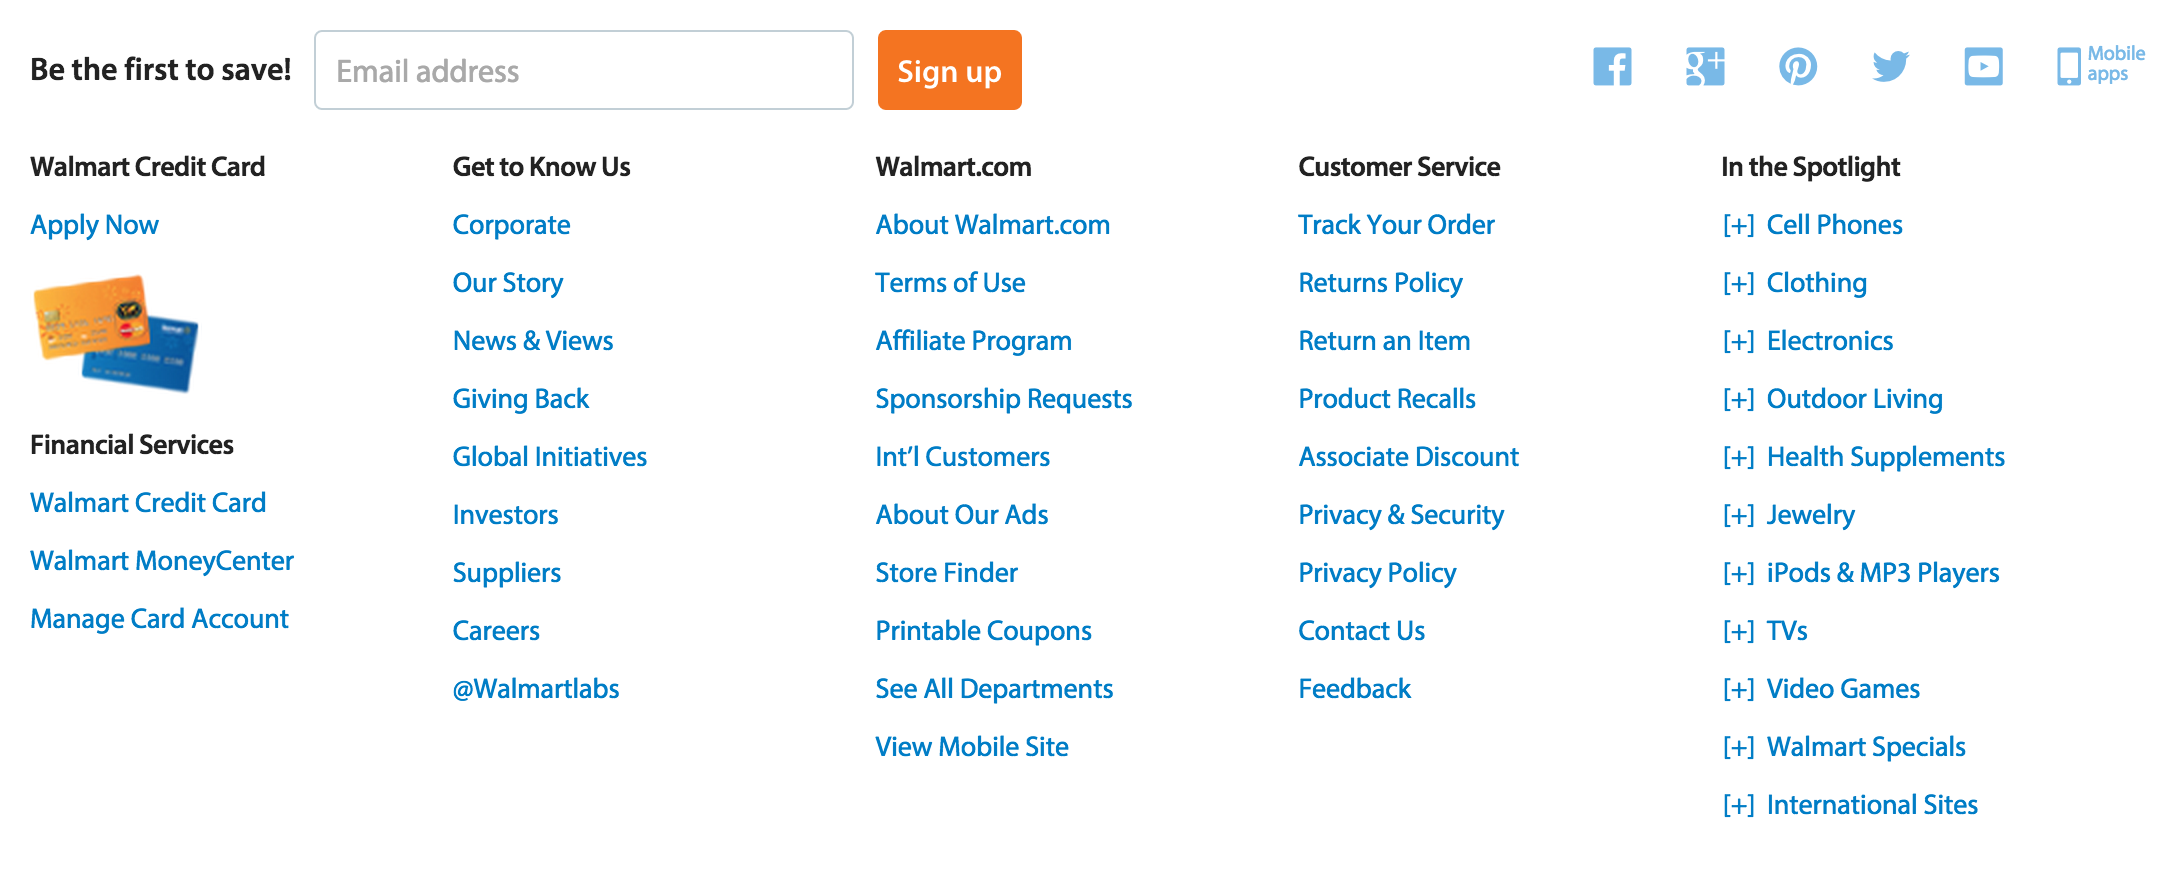 Be the first to save!
Email address
Sign up
Mobile
apps
Walmart Credit Card
Apply Now
Financial Services
Walmart Credit Card
Walmart MoneyCenter
Manage Card Account
Get to Know Us
Corporate
Our Story
News & Views
Giving Back
Global Initiatives
Investors
Suppliers
Careers
@Walmartlabs
Walmart.com
About Walmart.com
Terms of Use
Affiliate Program
Sponsorship Requests
Int’l Customers
About Our Ads
Store Finder
Printable Coupons
See All Departments
View Mobile Site
Customer Service
Track Your Order
Returns Policy
Return an Item
Product Recalls
Associate Discount
Privacy & Security
Privacy Policy
Contact Us
Feedback
In the Spotlight
[+] Cell Phones
[+] Clothing
[+] Electronics
[+] Outdoor Living
[+] Health Supplements
[+] Jewelry
[+] iPods & MP3 Players
[+] TVs
[+] Video Games
[+] Walmart Specials
[+] International Sites